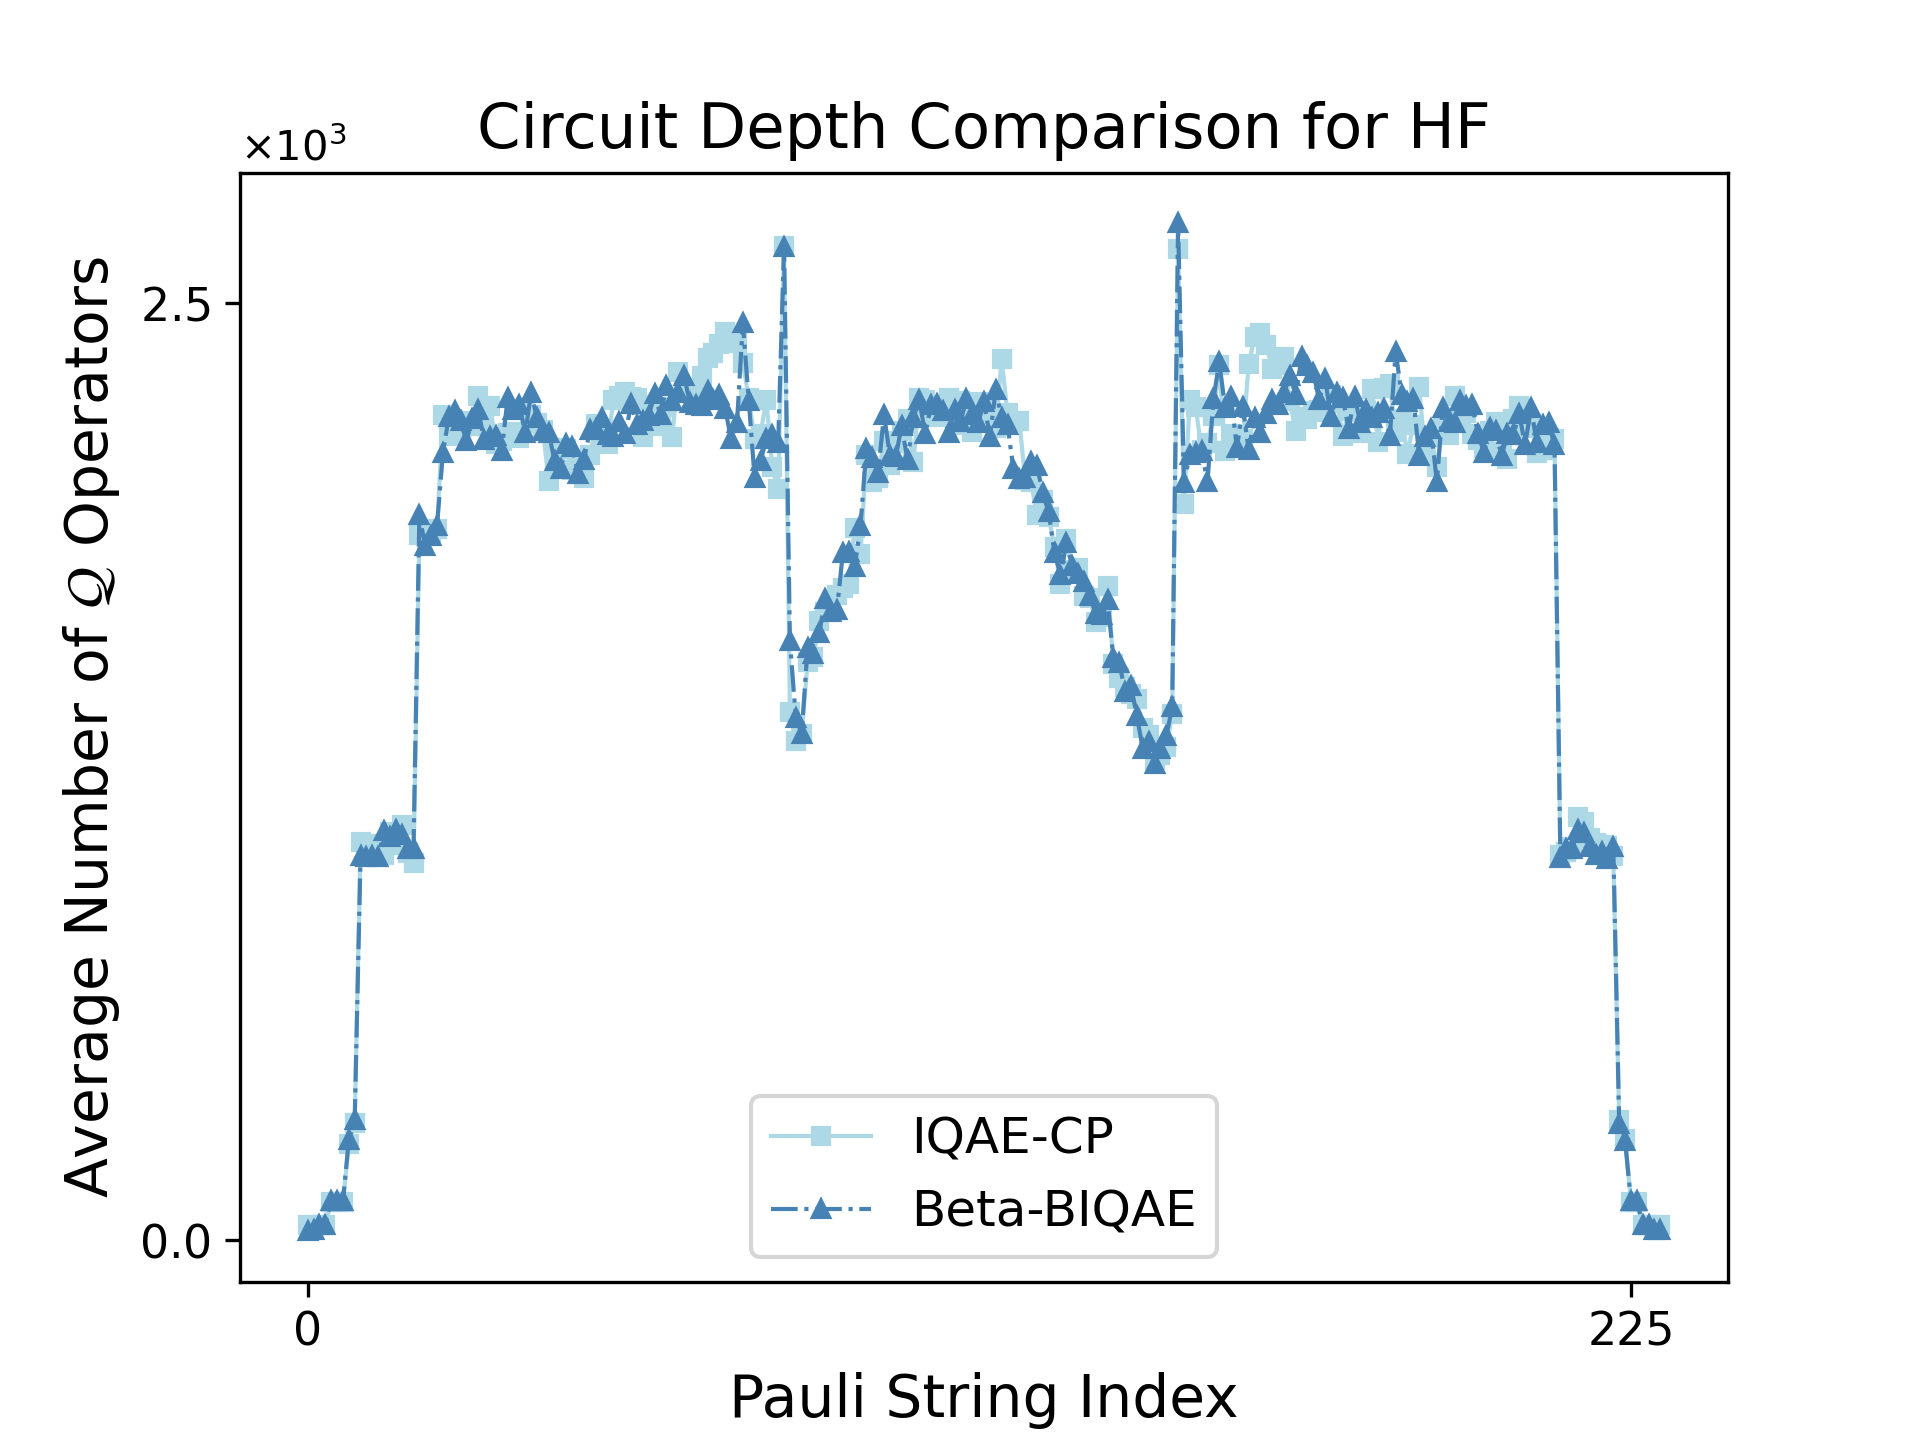 Circuit Depth Comparison for HF
×10³
Average Number of 𝒬 Operators
2.5
0.0
IQAE-CP
Beta-BIQAE
0
225
Pauli String Index